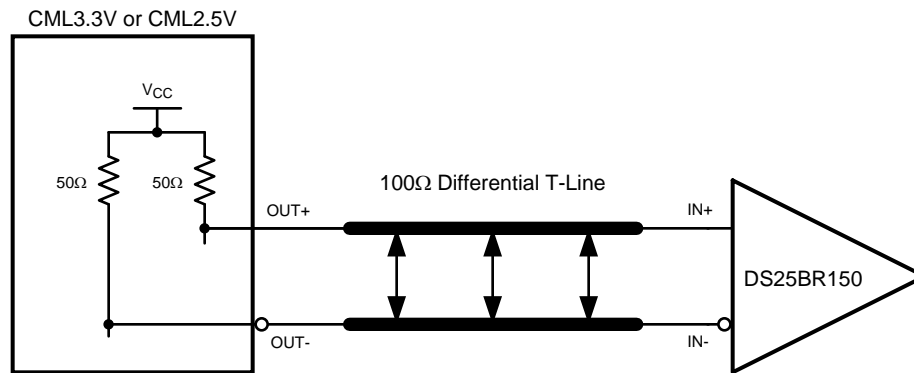 CML3.3V or CML2.5V
VCC
50Ω
50Ω
100Ω Differential T-Line
OUT+
IN+
DS25BR150
OUT-
IN-